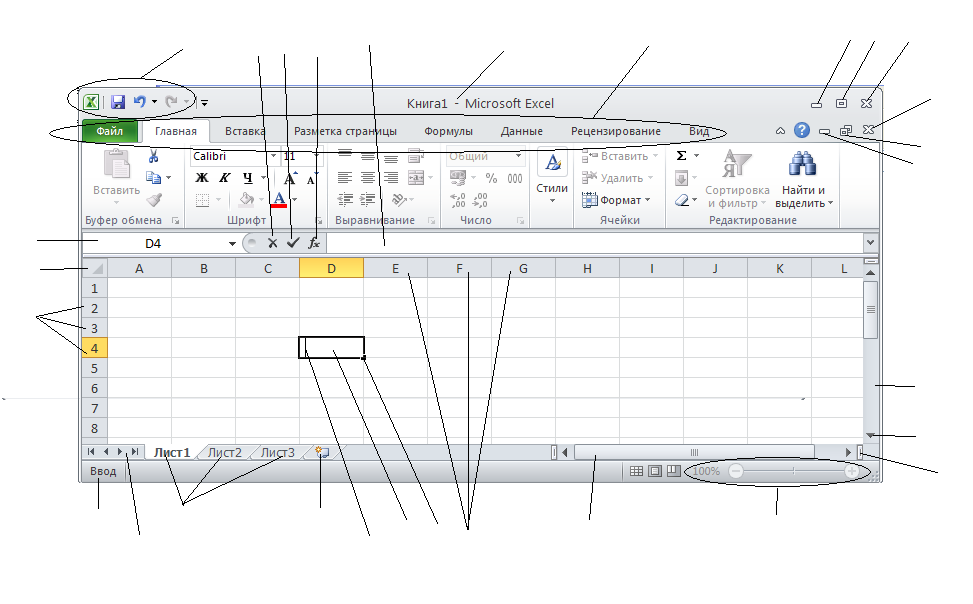 Книга1 - Microsoft Excel
Файл Главная Вставка Разметка страницы Формулы Данные Рецензирование Вид
Calibri 11 Общий Вставить Σ
Ж К Ч A A % 000 Удалить
Вставить Стили Сортировка Найти и
A ,00 ,0 Формат и фильтр выделить
Буфер обмена Шрифт Выравнивание Число Ячейки Редактирование
D4 fx
A B C D E F G H I J K L
1
2
3
4
5
6
7
8
Лист1 Лист2 Лист3
Ввод 100%